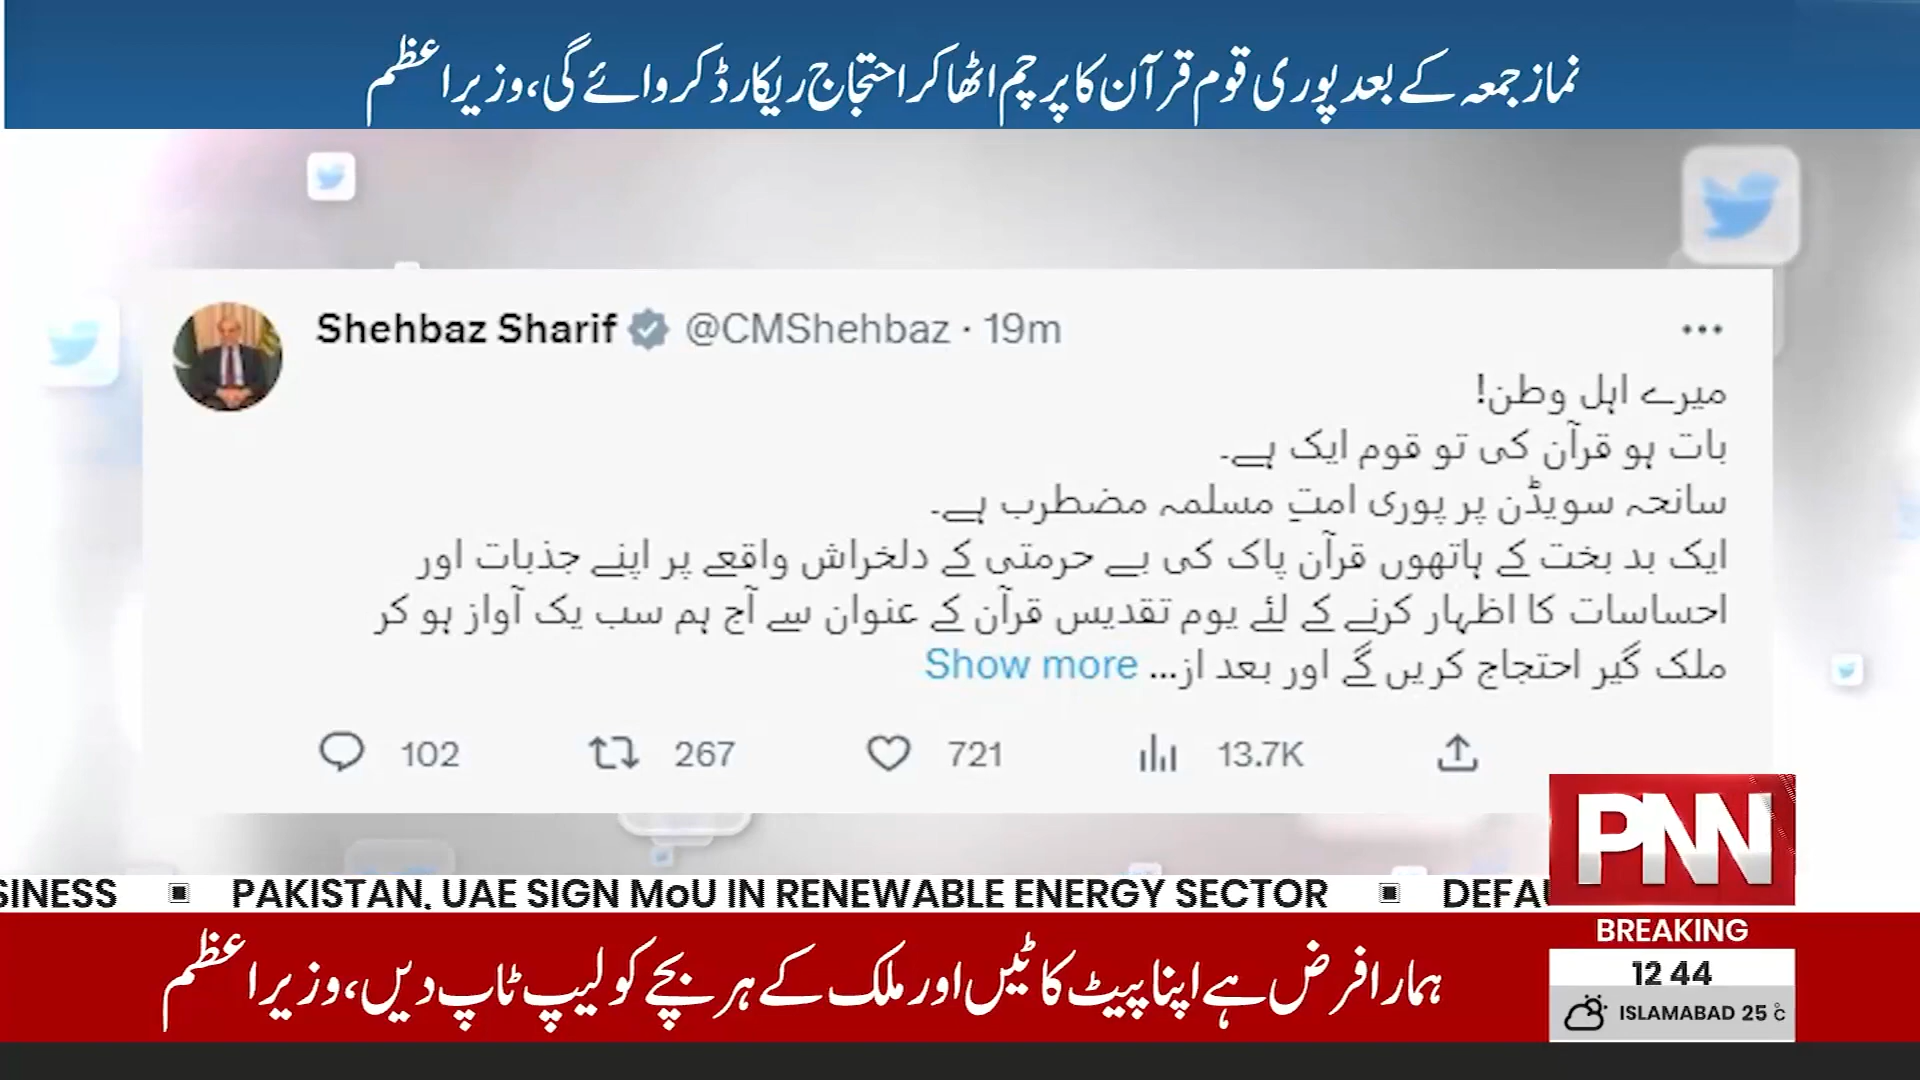 نماز جمعہ کے بعد پوری قوم قرآن کا پرچم اٹھا کر احتجاج ریکارڈ کروائے گی، وزیراعظم
Shehbaz Sharif @CMShehbaz · 19m
میرے اہل وطن!
بات ہو قرآن کی تو قوم ایک ہے۔
سانحہ سویڈن پر پوری امتِ مسلمہ مضطرب ہے۔
ایک بد بخت کے ہاتھوں قرآن پاک کی بے حرمتی کے دلخراش واقعے پر اپنے جذبات اور
احساسات کا اظہار کرنے کے لئے یوم تقدیس قرآن کے عنوان سے آج ہم سب یک آواز ہو کر
ملک گیر احتجاج کریں گے اور بعد از... Show more
102 267 721 13.7K
PNN
SINESS ▣ PAKISTAN, UAE SIGN MoU IN RENEWABLE ENERGY SECTOR ▣ DEFAU
BREAKING
ہمارا فرض ہے اپنا پیٹ کاٹیں اور ملک کے ہر بچے کو لیپ ٹاپ دیں، وزیراعظم
12 44
ISLAMABAD 25 °C